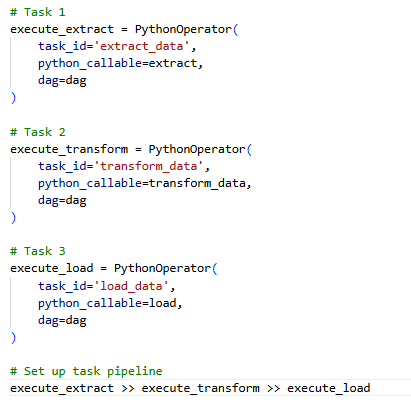 # Task 1
execute_extract = PythonOperator(
    task_id='extract_data',
    python_callable=extract,
    dag=dag
)
# Task 2
execute_transform = PythonOperator(
    task_id='transform_data',
    python_callable=transform_data,
    dag=dag
)
# Task 3
execute_load = PythonOperator(
    task_id='load_data',
    python_callable=load,
    dag=dag
)
# Set up task pipeline
execute_extract >> execute_transform >> execute_load